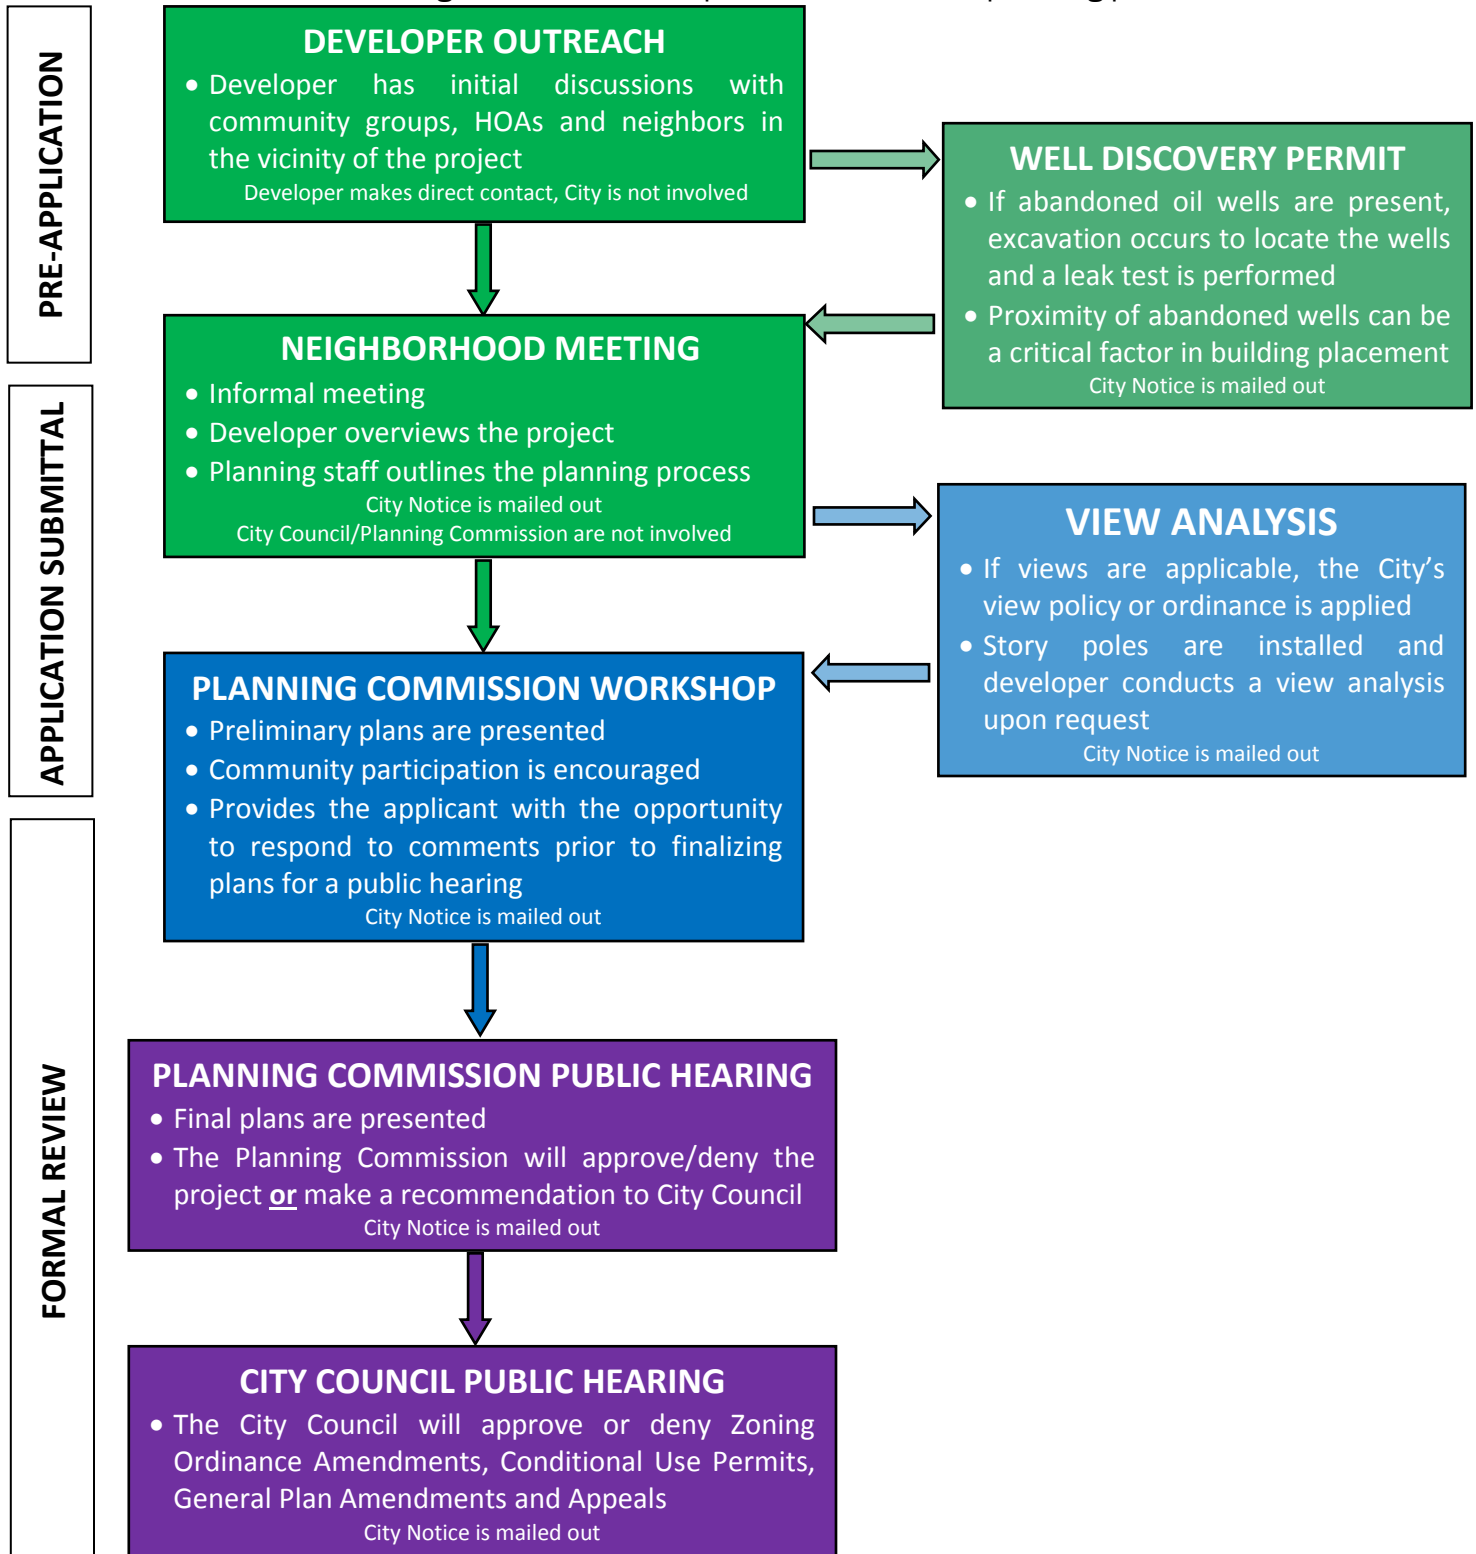 PRE-APPLICATION
DEVELOPER OUTREACH
• Developer has initial discussions with
community groups, HOAs and neighbors in
the vicinity of the project
Developer makes direct contact, City is not involved
WELL DISCOVERY PERMIT
• If abandoned oil wells are present,
excavation occurs to locate the wells
and a leak test is performed
• Proximity of abandoned wells can be
a critical factor in building placement
City Notice is mailed out
APPLICATION SUBMITTAL
NEIGHBORHOOD MEETING
• Informal meeting
• Developer overviews the project
• Planning staff outlines the planning process
City Notice is mailed out
City Council/Planning Commission are not involved
VIEW ANALYSIS
• If views are applicable, the City’s
view policy or ordinance is applied
• Story poles are installed and
developer conducts a view analysis
upon request
City Notice is mailed out
PLANNING COMMISSION WORKSHOP
• Preliminary plans are presented
• Community participation is encouraged
• Provides the applicant with the opportunity
to respond to comments prior to finalizing
plans for a public hearing
City Notice is mailed out
FORMAL REVIEW
PLANNING COMMISSION PUBLIC HEARING
• Final plans are presented
• The Planning Commission will approve/deny the
project or make a recommendation to City Council
City Notice is mailed out
CITY COUNCIL PUBLIC HEARING
• The City Council will approve or deny Zoning
Ordinance Amendments, Conditional Use Permits,
General Plan Amendments and Appeals
City Notice is mailed out